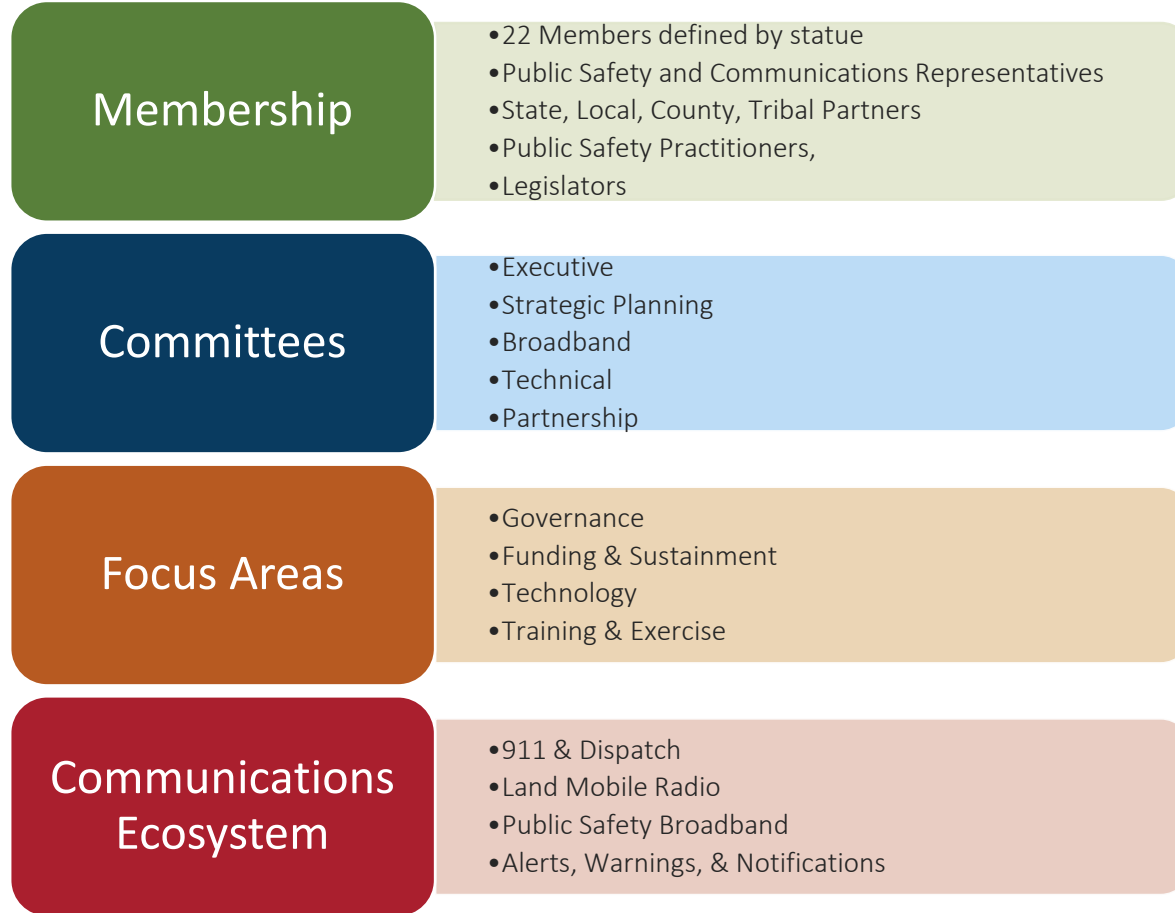 Membership
•22 Members defined by statue
•Public Safety and Communications Representatives
•State, Local, County, Tribal Partners
•Public Safety Practitioners,
•Legislators
Committees
•Executive
•Strategic Planning
•Broadband
•Technical
•Partnership
Focus Areas
•Governance
•Funding & Sustainment
•Technology
•Training & Exercise
Communications
Ecosystem
•911 & Dispatch
•Land Mobile Radio
•Public Safety Broadband
•Alerts, Warnings, & Notifications